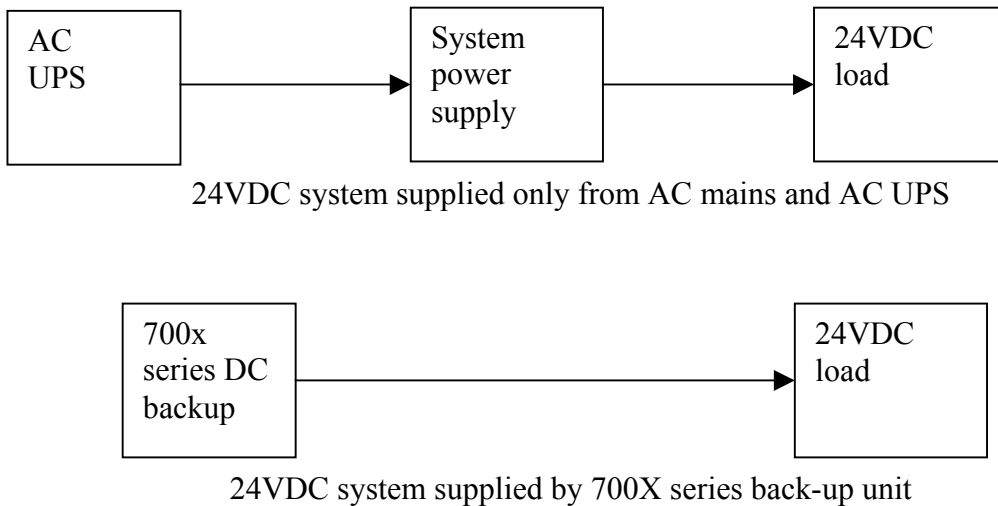 AC
UPS
System
power
supply
24VDC
load
24VDC system supplied only from AC mains and AC UPS
700x
series DC
backup
24VDC
load
24VDC system supplied by 700X series back-up unit